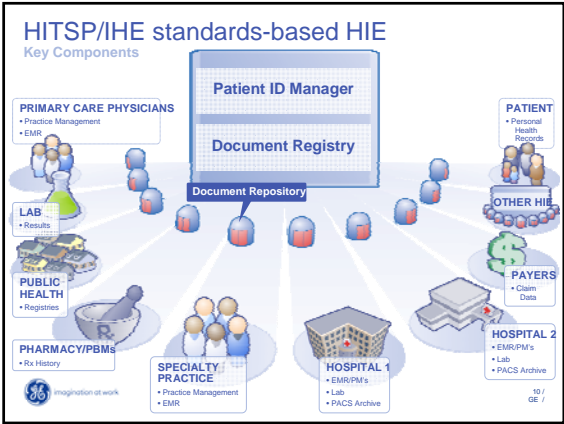 HITSP/IHE standards-based HIE
Key Components
Patient ID Manager
Document Registry
Document Repository
PRIMARY CARE PHYSICIANS
• Practice Management
• EMR
LAB
• Results
PUBLIC
HEALTH
• Registries
PHARMACY/PBMs
• Rx History
SPECIALTY
PRACTICE
• Practice Management
• EMR
HOSPITAL 1
• EMR/PM's
• Lab
• PACS Archive
HOSPITAL 2
• EMR/PM's
• Lab
• PACS Archive
PAYERS
• Claim
Data
OTHER HIE
PATIENT
• Personal
Health
Records
imagination at work
10 /
GE /